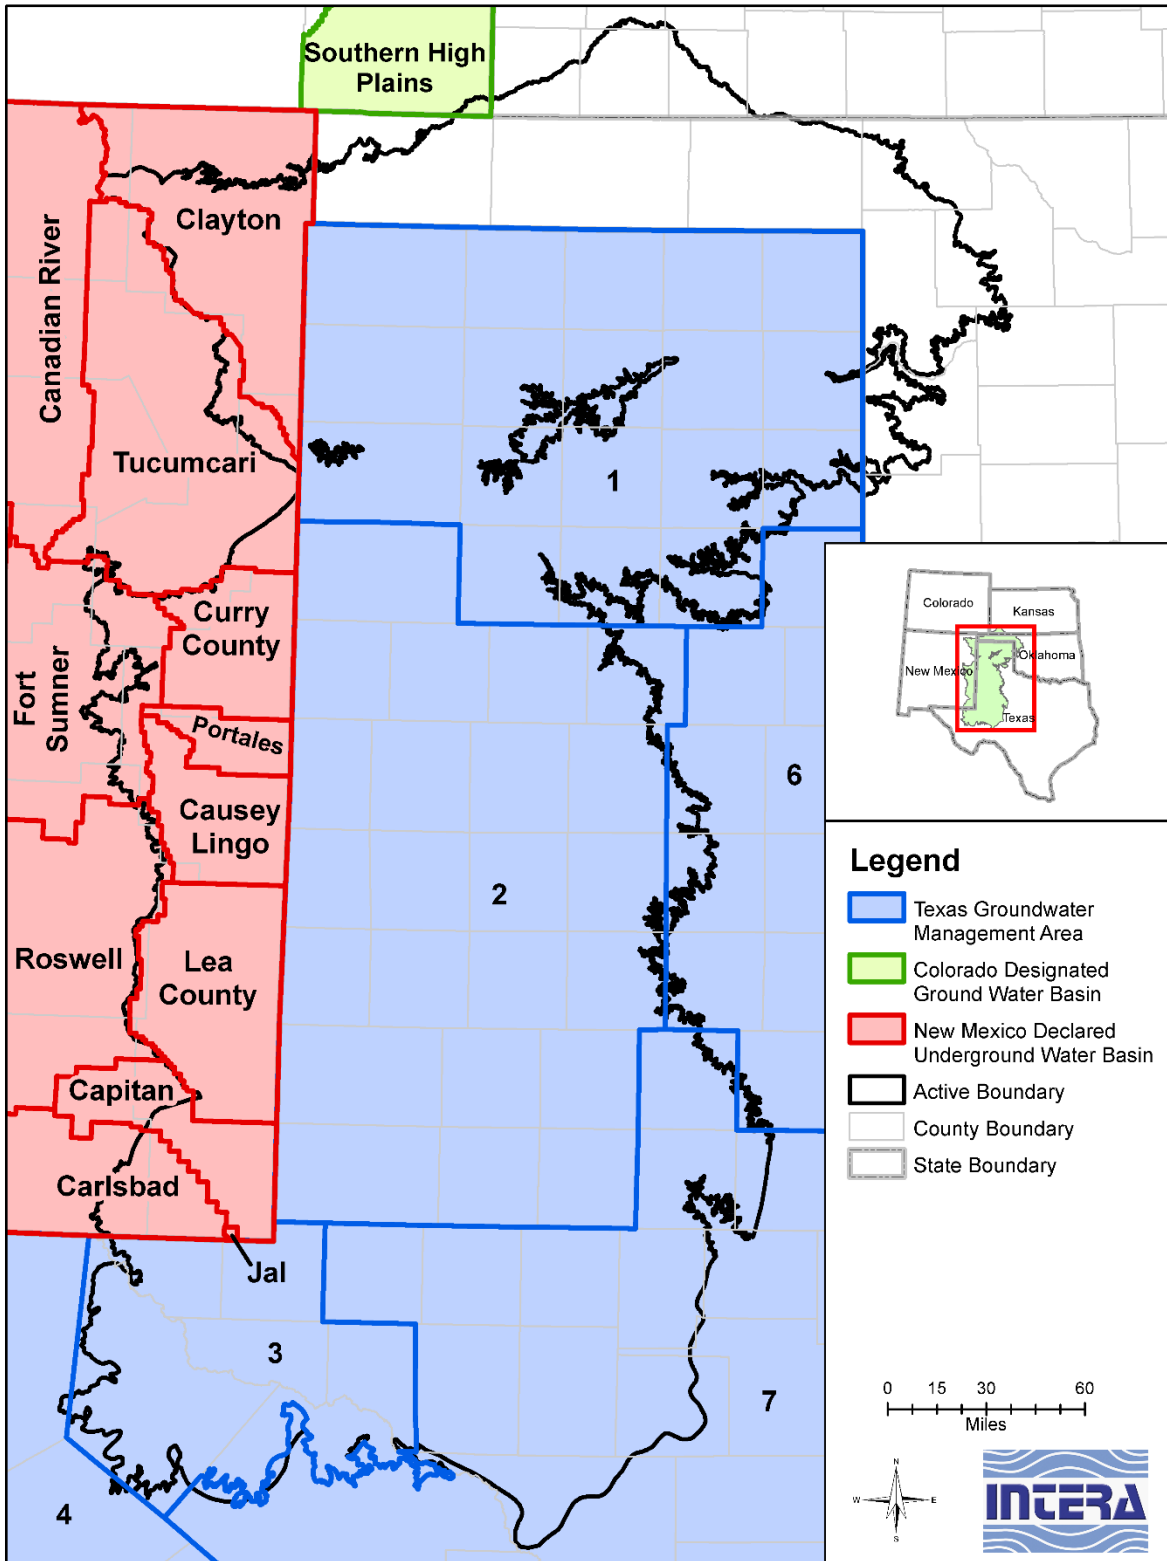 Southern High
Plains
Clayton
Canadian River
Tucumcari
1
Curry
County
Fort
Sumner
Portales
Causey
Lingo
2
6
Roswell
Lea
County
Capitan
Carlsbad
Jal
3
7
4
Colorado
Kansas
New Mexico
Oklahoma
Texas
Legend
Texas Groundwater
Management Area
Colorado Designated
Ground Water Basin
New Mexico Declared
Underground Water Basin
Active Boundary
County Boundary
State Boundary
0 15 30 60
Miles
N
W E
S
INTERA